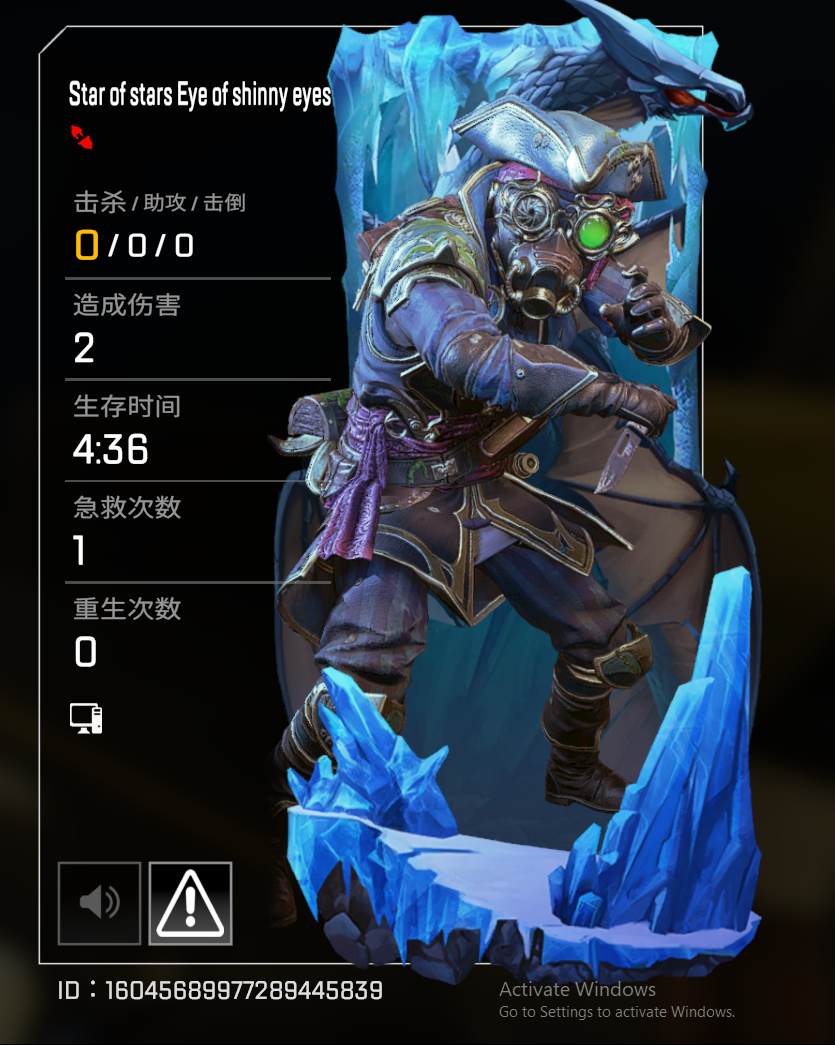 Star of stars Eye of shinny eyes
击杀 / 助攻 / 击倒
0 / 0 / 0
造成伤害
2
生存时间
4:36
急救次数
1
重生次数
0
ID：16045689977289445839
Activate Windows
Go to Settings to activate Windows.